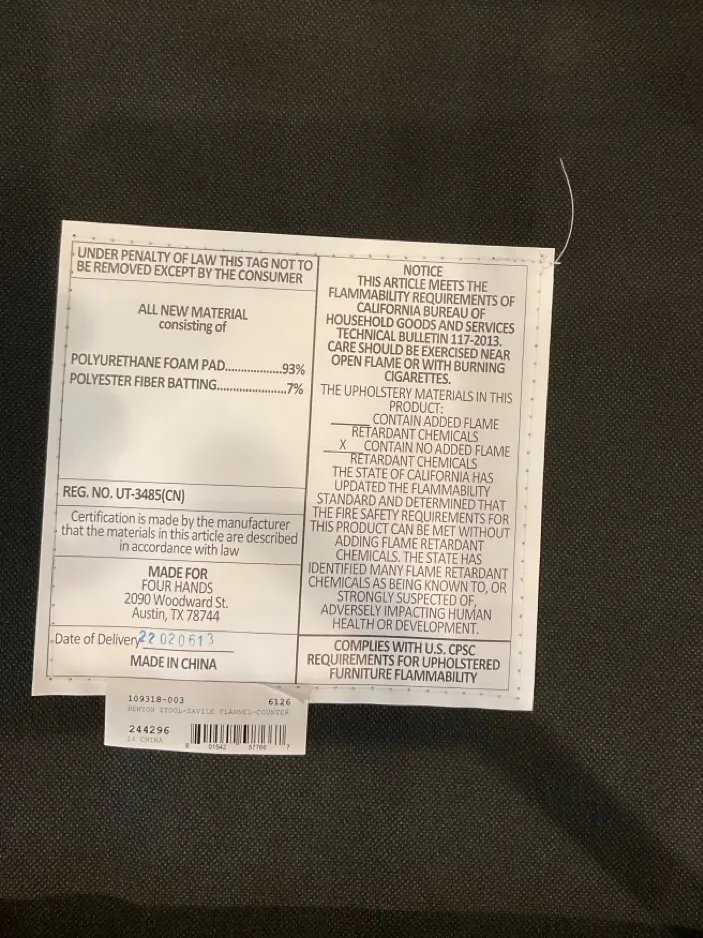 UNDER PENALTY OF LAW THIS TAG NOT TO
BE REMOVED EXCEPT BY THE CONSUMER
ALL NEW MATERIAL
consisting of
POLYURETHANE FOAM PAD..................93%
POLYESTER FIBER BATTING......................7%
REG. NO. UT-3485(CN)
Certification is made by the manufacturer
that the materials in this article are described
in accordance with law
MADE FOR
FOUR HANDS
2090 Woodward St.
Austin, TX 78744
Date of Delivery 22020613
MADE IN CHINA
NOTICE
THIS ARTICLE MEETS THE
FLAMMABILITY REQUIREMENTS OF
CALIFORNIA BUREAU OF
HOUSEHOLD GOODS AND SERVICES
TECHNICAL BULLETIN 117-2013.
CARE SHOULD BE EXERCISED NEAR
OPEN FLAME OR WITH BURNING
CIGARETTES.
THE UPHOLSTERY MATERIALS IN THIS
PRODUCT:
_____CONTAIN ADDED FLAME
RETARDANT CHEMICALS
__X__CONTAIN NO ADDED FLAME
RETARDANT CHEMICALS
THE STATE OF CALIFORNIA HAS
UPDATED THE FLAMMABILITY
STANDARD AND DETERMINED THAT
THE FIRE SAFETY REQUIREMENTS FOR
THIS PRODUCT CAN BE MET WITHOUT
ADDING FLAME RETARDANT
CHEMICALS. THE STATE HAS
IDENTIFIED MANY FLAME RETARDANT
CHEMICALS AS BEING KNOWN TO, OR
STRONGLY SUSPECTED OF,
ADVERSELY IMPACTING HUMAN
HEALTH OR DEVELOPMENT.
COMPLIES WITH U.S. CPSC
REQUIREMENTS FOR UPHOLSTERED
FURNITURE FLAMMABILITY
109318-003 6126
BENTON STOOL-SAVILE FLANNEL-COUNTER
244296
14 CHINA
8 01542 57766 7